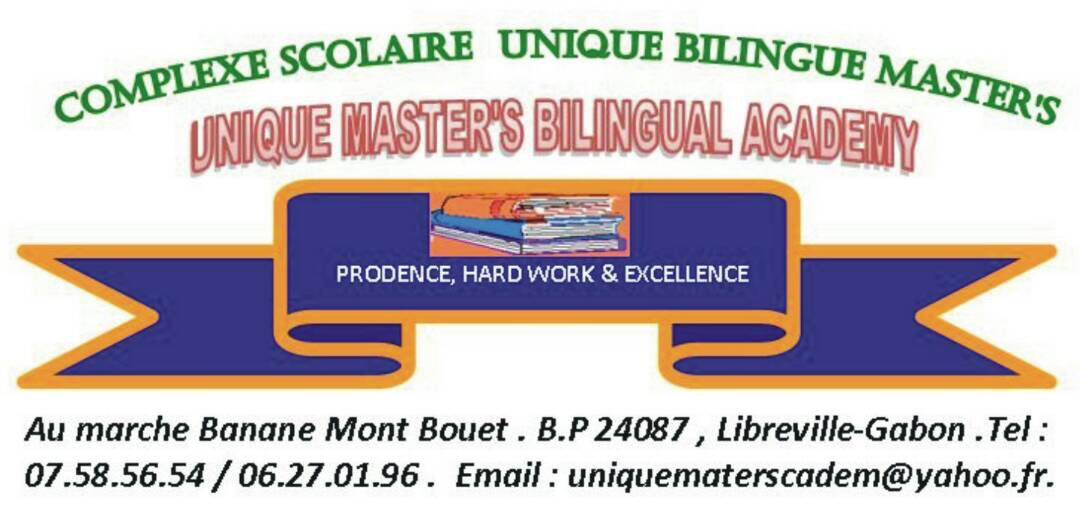 COMPLEXE SCOLAIRE UNIQUE BILINGUE MASTER'S
UNIQUE MASTER'S BILINGUAL ACADEMY
PRODENCE, HARD WORK & EXCELLENCE
Au marche Banane Mont Bouet . B.P 24087 , Libreville-Gabon .Tel :
07.58.56.54 / 06.27.01.96 . Email : uniquematerscadem@yahoo.fr.